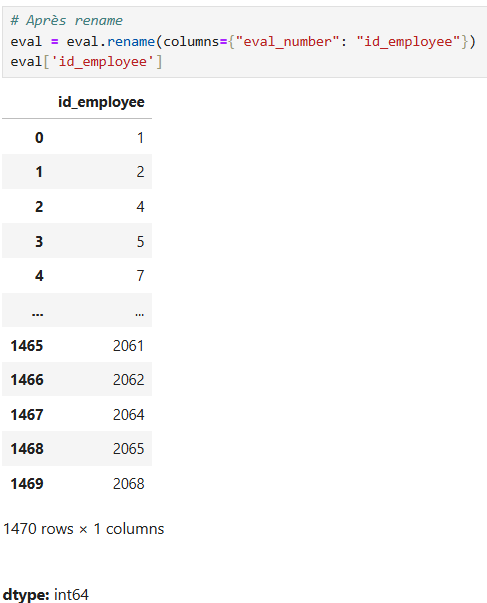 # Après rename
eval = eval.rename(columns={"eval_number": "id_employee"})
eval['id_employee']
id_employee
0 1
1 2
2 4
3 5
4 7
... ...
1465 2061
1466 2062
1467 2064
1468 2065
1469 2068
1470 rows × 1 columns
dtype: int64